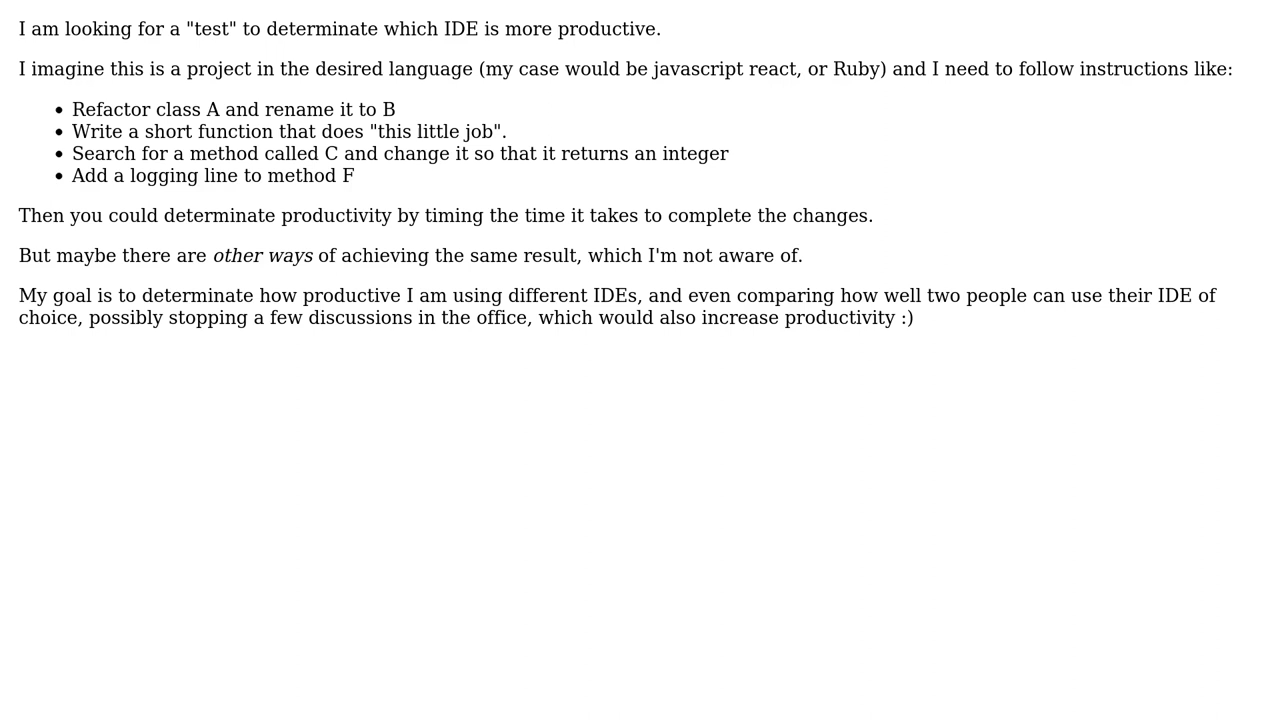 I am looking for a "test" to determinate which IDE is more productive.
I imagine this is a project in the desired language (my case would be javascript react, or Ruby) and I need to follow instructions like:
• Refactor class A and rename it to B
• Write a short function that does "this little job".
• Search for a method called C and change it so that it returns an integer
• Add a logging line to method F
Then you could determinate productivity by timing the time it takes to complete the changes.
But maybe there are other ways of achieving the same result, which I'm not aware of.
My goal is to determinate how productive I am using different IDEs, and even comparing how well two people can use their IDE of
choice, possibly stopping a few discussions in the office, which would also increase productivity :)